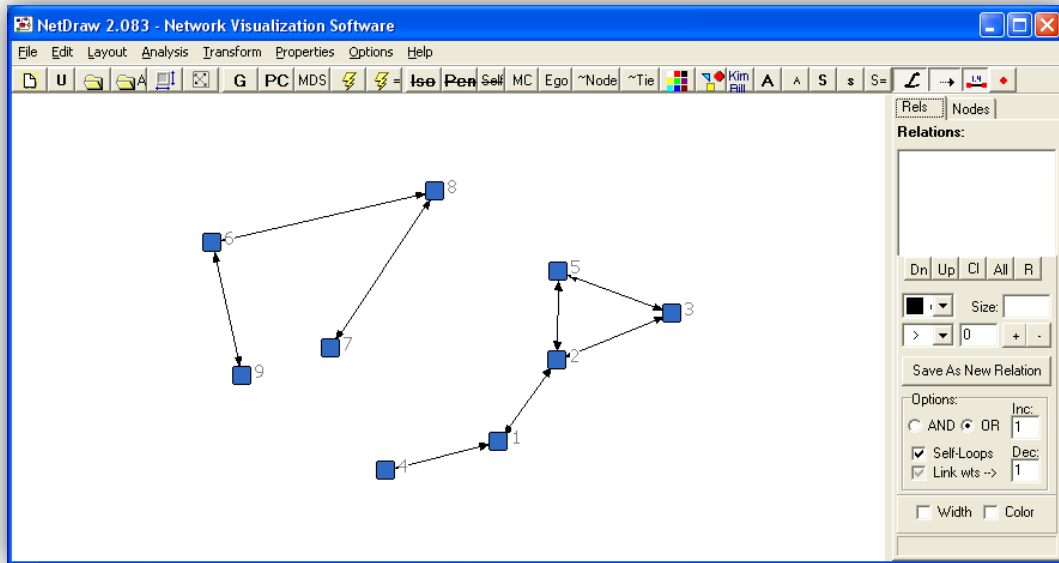 NetDraw 2.083 - Network Visualization Software
File Edit Layout Analysis Transform Properties Options Help
U A G PC MDS = Iso Pen Self MC Ego ~Node ~Tie Kim Bill A A S s S= L 1.4
Rels Nodes
Relations:
8
6
5
3
7
2
9
1
4
Dn Up Cl All R
Size:
> 0 + -
Save As New Relation
Options:
AND OR Inc: 1
Self-Loops Dec:
Link wts --> 1
Width Color